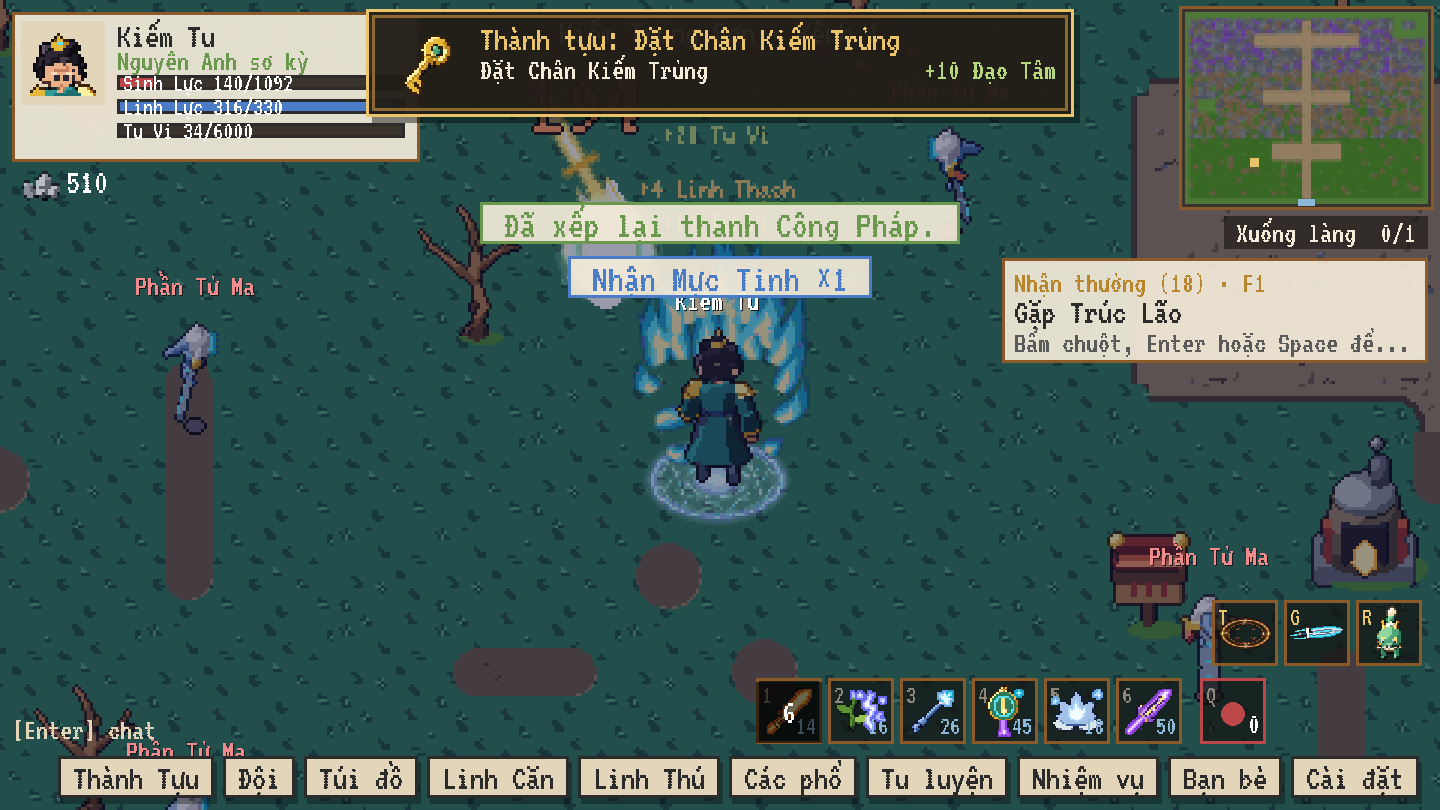 Kiếm Tu
Nguyên Anh sơ kỳ
Sinh Lực 140/1092
Linh Lực 316/330
Tu Vi 34/6000
510
Thành tựu: Đặt Chân Kiếm Trủng
Đặt Chân Kiếm Trủng
+10 Đạo Tâm
Tu Vi
+4 Linh Thạch
Đã xếp lại thanh Công Pháp.
Nhận Mực Tinh X1
Kiếm Tu
Xuống làng 0/1
Nhận thưởng (18) · F1
Gặp Trúc Lão
Bấm chuột, Enter hoặc Space để...
Phần Tử Ma
Phần Tử Ma
Phần Tử Ma
T
G
R
1
6
14
2
16
3
26
4
45
5
18
6
50
Q
0
[Enter] chat
Thành Tựu
Đội
Túi đồ
Linh Căn
Linh Thú
Các phổ
Tu luyện
Nhiệm vụ
Bạn bè
Cài đặt